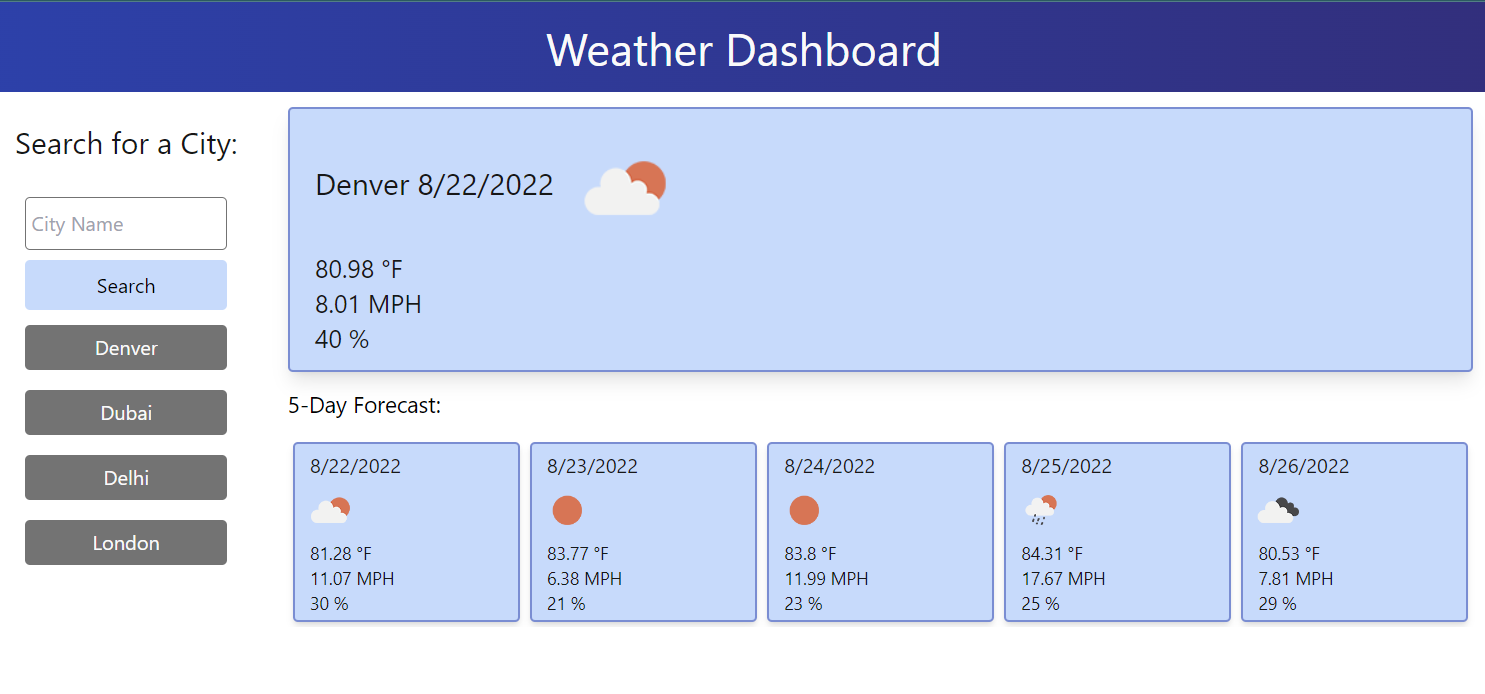 Weather Dashboard
Search for a City:
City Name
Search
Denver
Dubai
Delhi
London
Denver 8/22/2022
80.98 °F
8.01 MPH
40 %
5-Day Forecast:
8/22/2022
81.28 °F
11.07 MPH
30 %
8/23/2022
83.77 °F
6.38 MPH
21 %
8/24/2022
83.8 °F
11.99 MPH
23 %
8/25/2022
84.31 °F
17.67 MPH
25 %
8/26/2022
80.53 °F
7.81 MPH
29 %